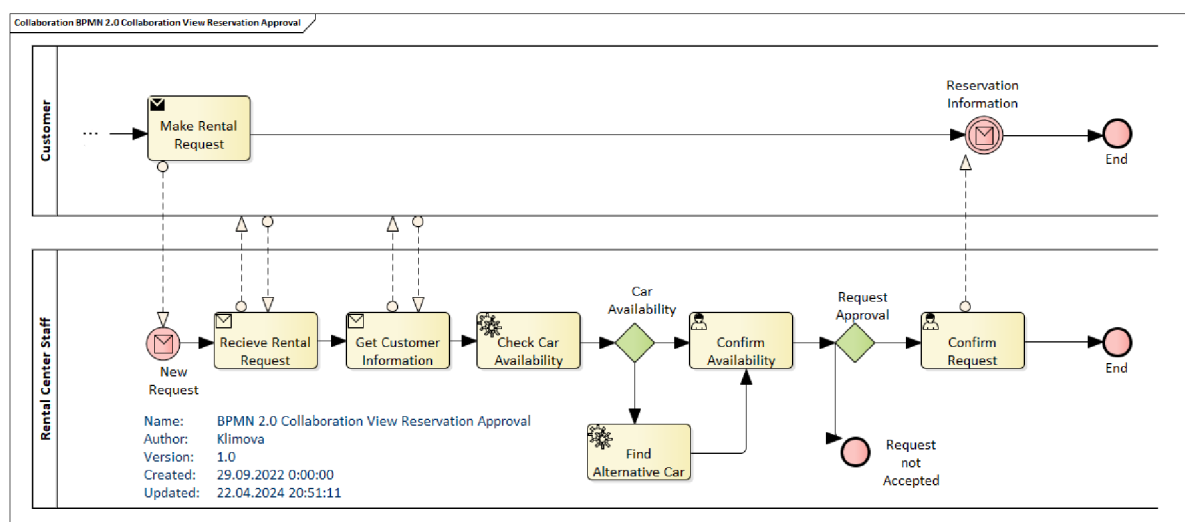 Collaboration BPMN 2.0 Collaboration View Reservation Approval
Customer
...
Make Rental
Request
Reservation
Information
End
Rental Center Staff
New
Request
Recieve Rental
Request
Get Customer
Information
Check Car
Availability
Car
Availability
Find
Alternative Car
Confirm
Availability
Request
Approval
Request
not
Accepted
Confirm
Request
End
Name: BPMN 2.0 Collaboration View Reservation Approval
Author: Klimova
Version: 1.0
Created: 29.09.2022 0:00:00
Updated: 22.04.2024 20:51:11